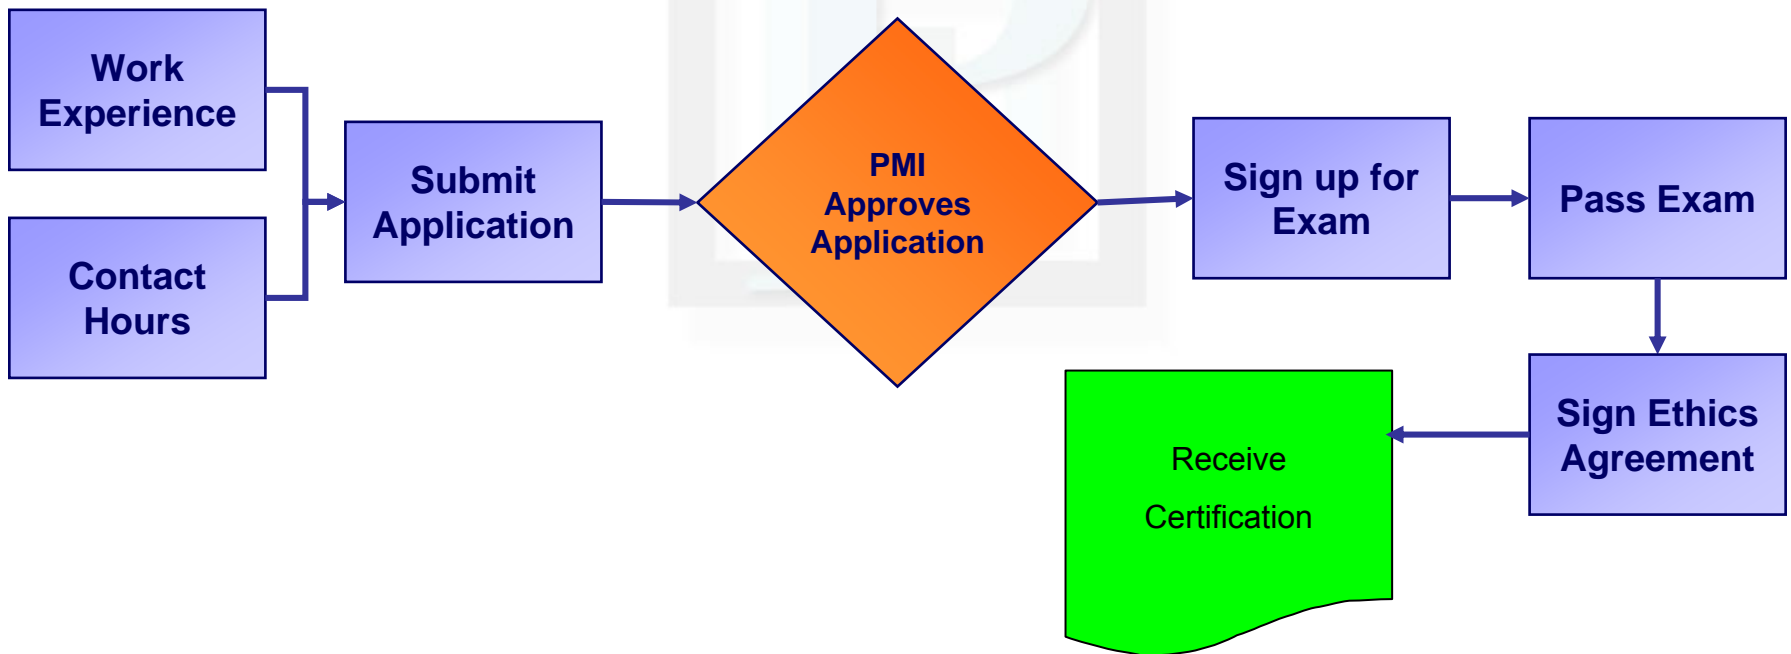 Work
Experience
Contact
Hours
Submit
Application
PMI
Approves
Application
Sign up for
Exam
Pass Exam
Sign Ethics
Agreement
Receive
Certification